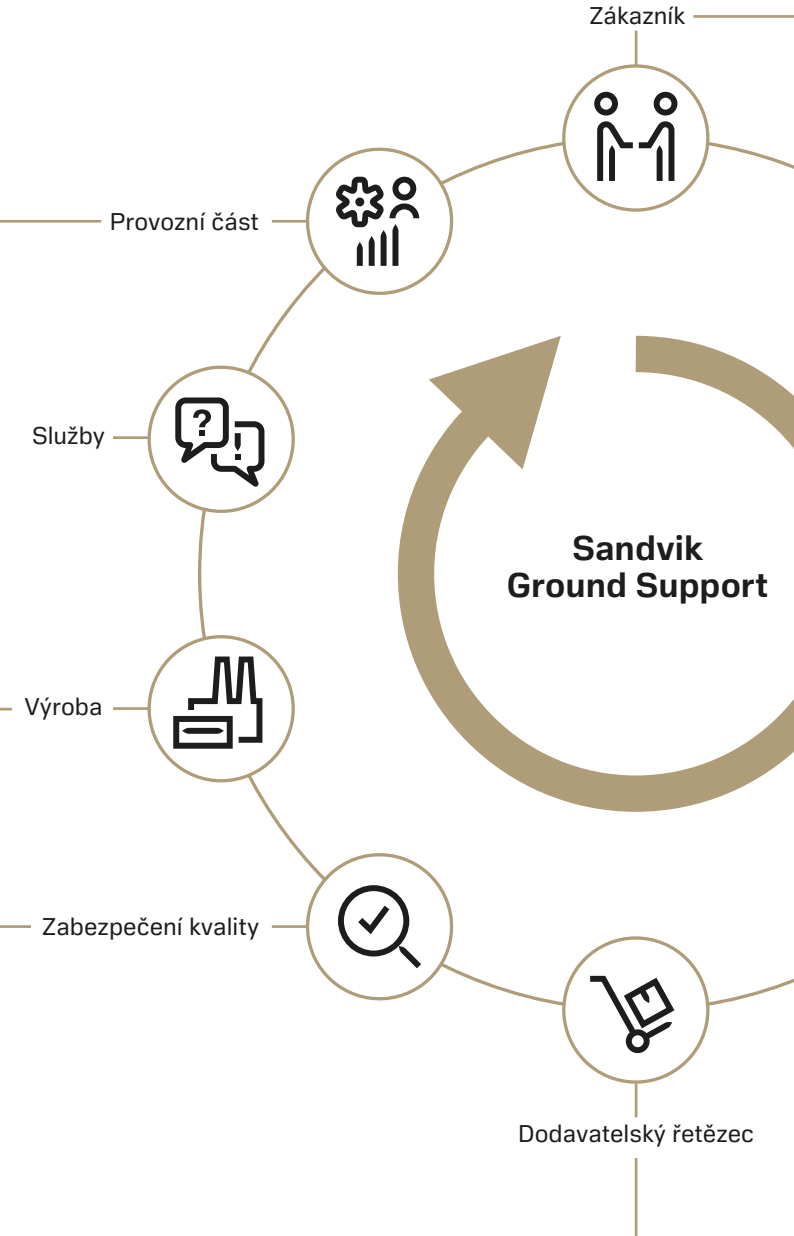 Zákazník
Provozní část
Služby
?
!
Sandvik
Ground Support
Výroba
Zabezpečení kvality
Dodavatelský řetězec